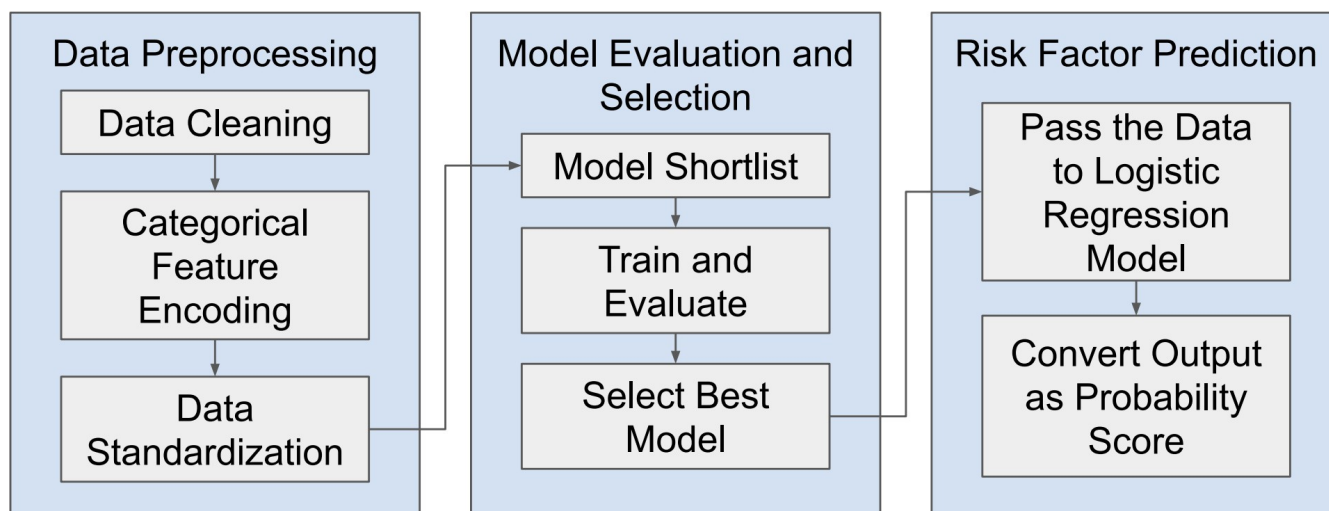 Data Preprocessing
Data Cleaning
Categorical
Feature
Encoding
Data
Standardization
Model Evaluation and
Selection
Model Shortlist
Train and
Evaluate
Select Best
Model
Risk Factor Prediction
Pass the Data
to Logistic
Regression
Model
Convert Output
as Probability
Score